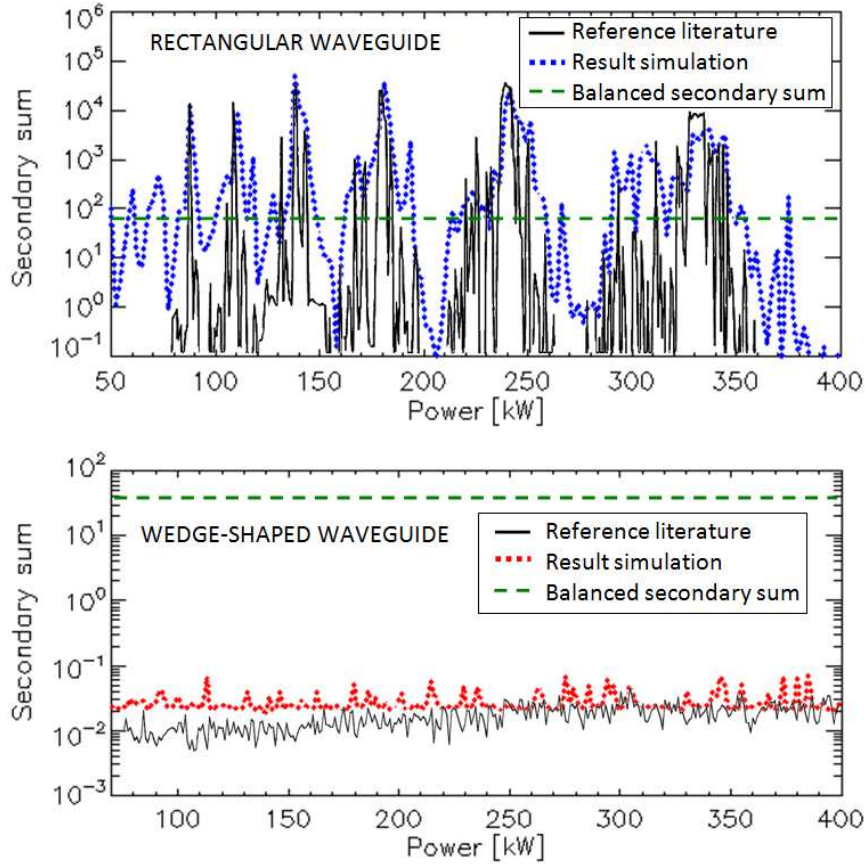 10^6
10^5
10^4
10^3
10^2
10^1
10^0
10^-1
Secondary sum
RECTANGULAR WAVEGUIDE
Reference literature
Result simulation
Balanced secondary sum
50 100 150 200 250 300 350 400
Power [kW]
10^2
10^1
10^0
10^-1
10^-2
10^-3
Secondary sum
WEDGE-SHAPED WAVEGUIDE
Reference literature
Result simulation
Balanced secondary sum
100 150 200 250 300 350 400
Power [kW]